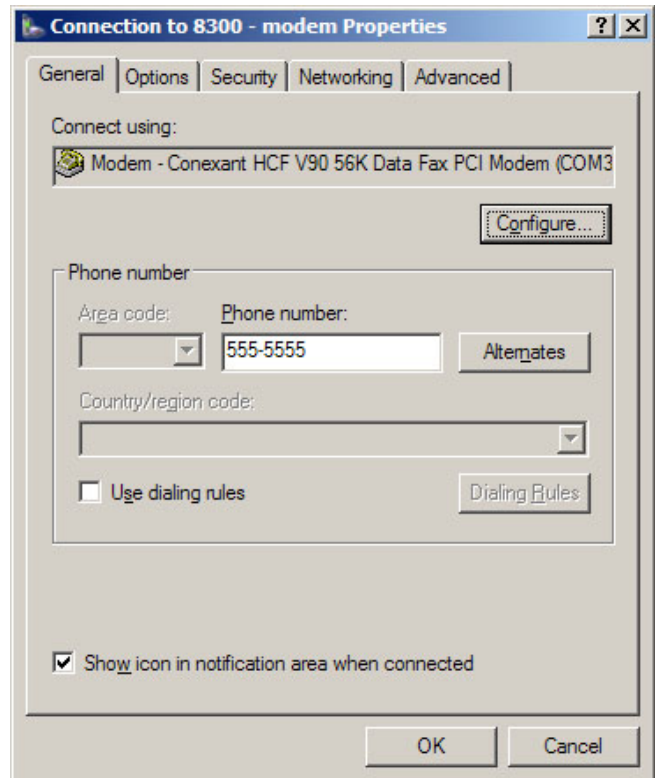 Connection to 8300 - modem Properties
General Options Security Networking Advanced
Connect using:
Modem - Conexant HCF V90 56K Data Fax PCI Modem (COM3
Configure...
Phone number
Area code: Phone number:
555-5555 Alternates
Country/region code:
Use dialing rules Dialing Rules
Show icon in notification area when connected
OK Cancel